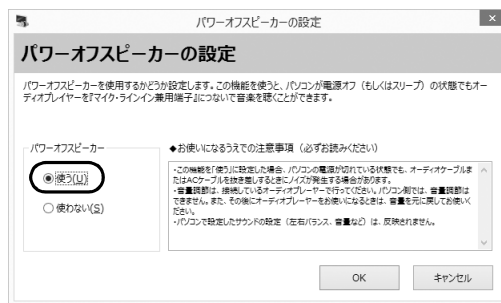 パワーオフスピーカーの設定
×
パワーオフスピーカーの設定
パワーオフスピーカーを使用するかどうか設定します。この機能を使うと、パソコンが電源オフ（もしくはスリープ）の状態でもオー
ディオプレイヤーを『マイク・ラインイン兼用端子』につないで音楽を聴くことができます。
パワーオフスピーカー
使う(U)
使わない(S)
◆お使いになるうえでの注意事項（必ずお読みください）
・この機能を「使う」に設定した場合、パソコンの電源が切れている状態でも、オーディオケーブルま
たはACケーブルを抜き差しするときにノイズが発生する場合があります。
・音量調節は、接続しているオーディオプレーヤーで行ってください。パソコン側では、音量調節は
できません。また、その後にオーディオプレーヤーをお使いになるときは、音量を元に戻してお使いく
ださい。
・パソコンで設定したサウンドの設定（左右バランス、音量など）は、反映されません。
OK
キャンセル